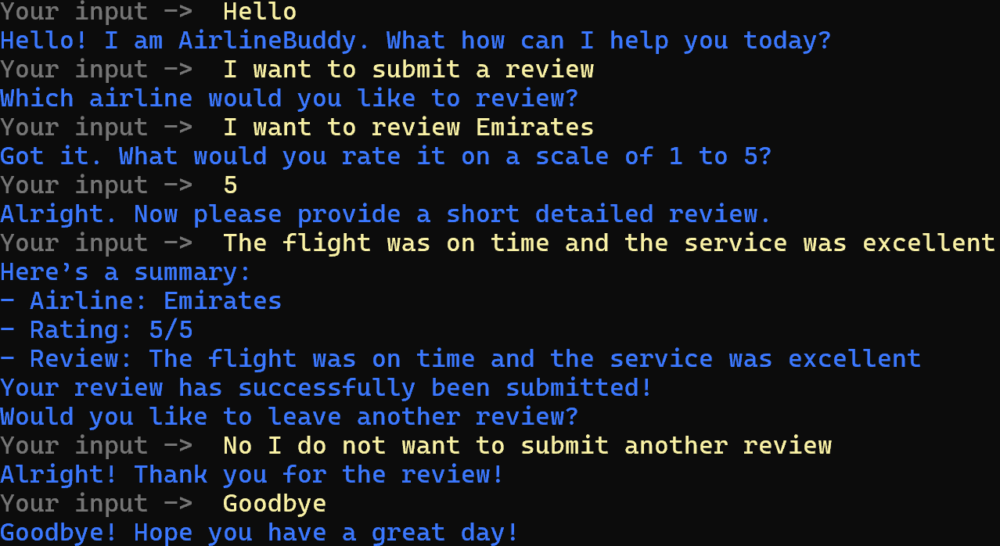 Your input ->  Hello
Hello! I am AirlineBuddy. What how can I help you today?
Your input ->  I want to submit a review
Which airline would you like to review?
Your input ->  I want to review Emirates
Got it. What would you rate it on a scale of 1 to 5?
Your input ->  5
Alright. Now please provide a short detailed review.
Your input ->  The flight was on time and the service was excellent
Here’s a summary:
- Airline: Emirates
- Rating: 5/5
- Review: The flight was on time and the service was excellent
Your review has successfully been submitted!
Would you like to leave another review?
Your input ->  No I do not want to submit another review
Alright! Thank you for the review!
Your input ->  Goodbye
Goodbye! Hope you have a great day!